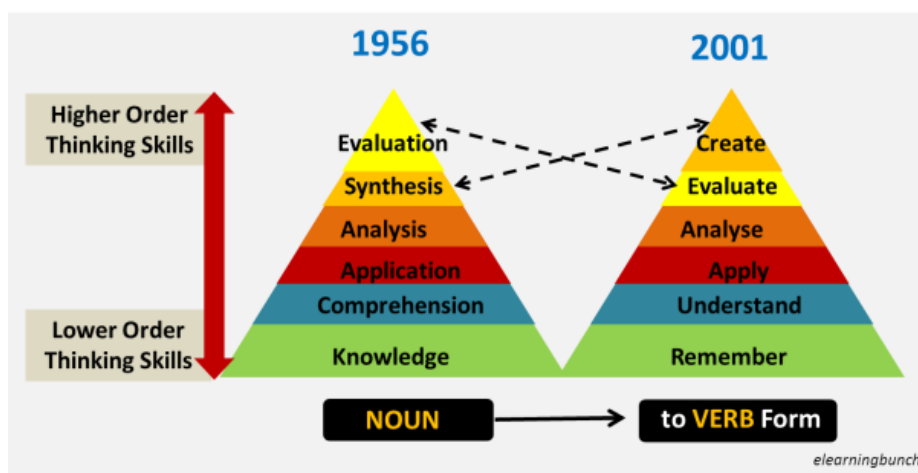 1956
2001
Higher Order
Thinking Skills
Evaluation
Create
Synthesis
Evaluate
Analysis
Analyse
Application
Apply
Comprehension
Understand
Lower Order
Thinking Skills
Knowledge
Remember
NOUN
to VERB Form
elearningbunch